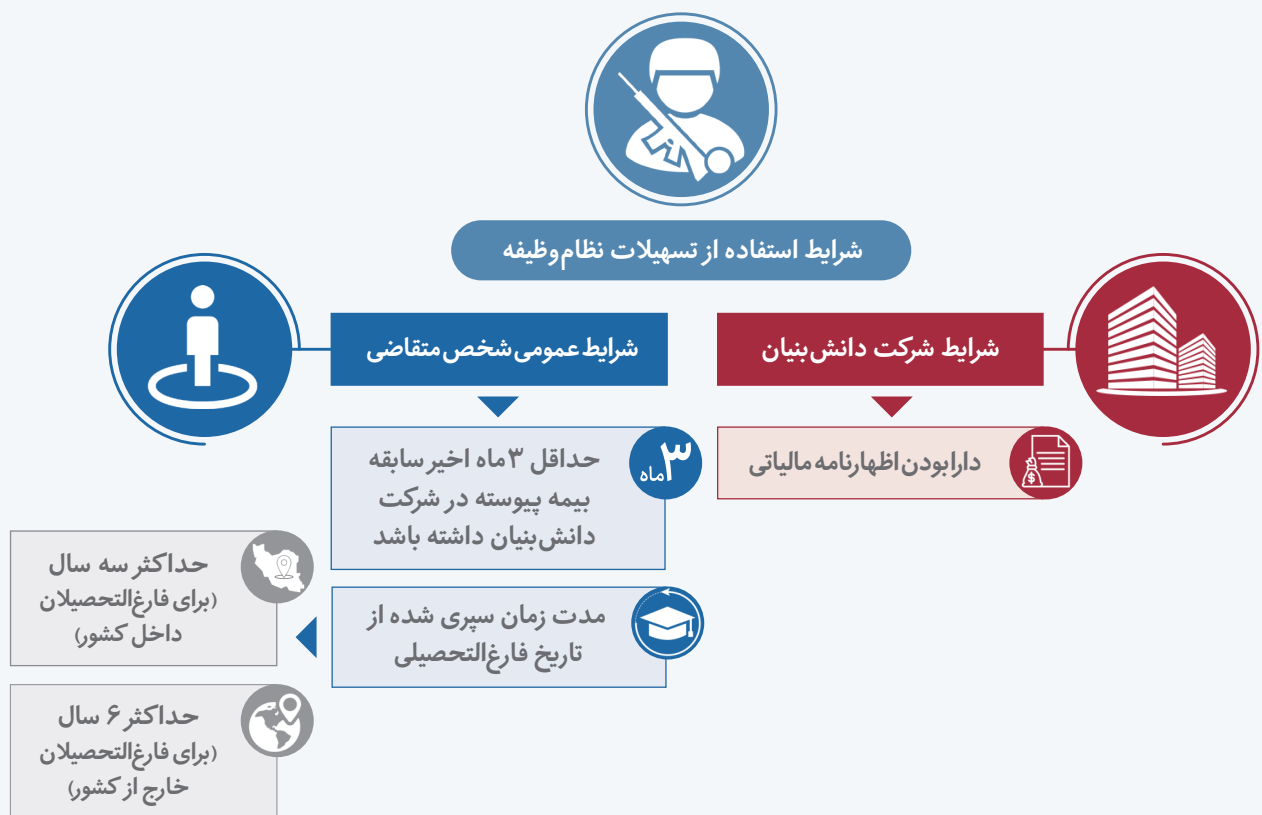 شرایط استفاده از تسهیلات نظام‌وظیفه
شرایط شرکت دانش‌بنیان
دارا بودن اظهارنامه مالیاتی
شرایط عمومی شخص متقاضی
۳
ماه
حداقل ۳ ماه اخیر سابقه
بیمه پیوسته در شرکت
دانش‌بنیان داشته باشد
مدت زمان سپری شده از
تاریخ فارغ‌التحصیلی
حداکثر سه سال
(برای فارغ‌التحصیلان
داخل کشور)
حداکثر ۶ سال
(برای فارغ‌التحصیلان
خارج از کشور)